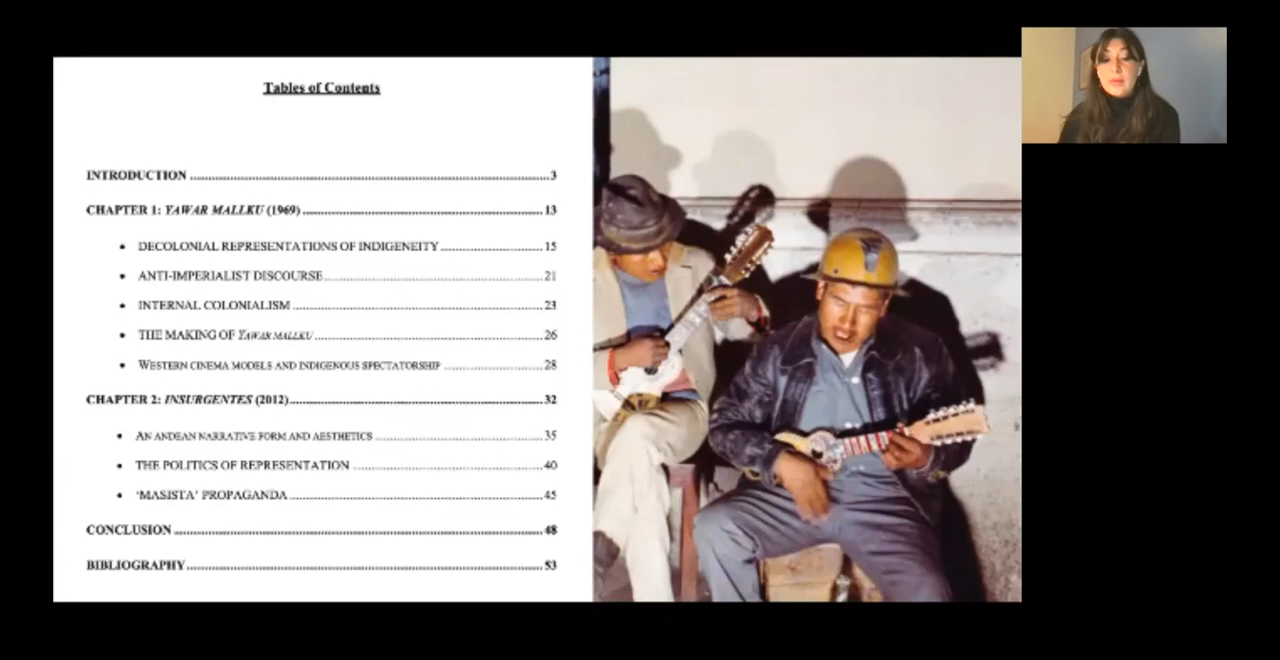 Tables of Contents
INTRODUCTION ........................................ 3
CHAPTER 1: YAWAR MALLKU (1969) ........................................ 13
• DECOLONIAL REPRESENTATIONS OF INDIGENEITY ........................................ 15
• ANTI-IMPERIALIST DISCOURSE ........................................ 21
• INTERNAL COLONIALISM ........................................ 23
• THE MAKING OF YAWAR MALLKU ........................................ 26
• WESTERN CINEMA MODELS AND INDIGENOUS SPECTATORSHIP ........................................ 28
CHAPTER 2: INSURGENTES (2012) ........................................ 32
• AN ANDEAN NARRATIVE FORM AND AESTHETICS ........................................ 35
• THE POLITICS OF REPRESENTATION ........................................ 40
• 'MASISTA' PROPAGANDA ........................................ 45
CONCLUSION ........................................ 48
BIBLIOGRAPHY ........................................ 53